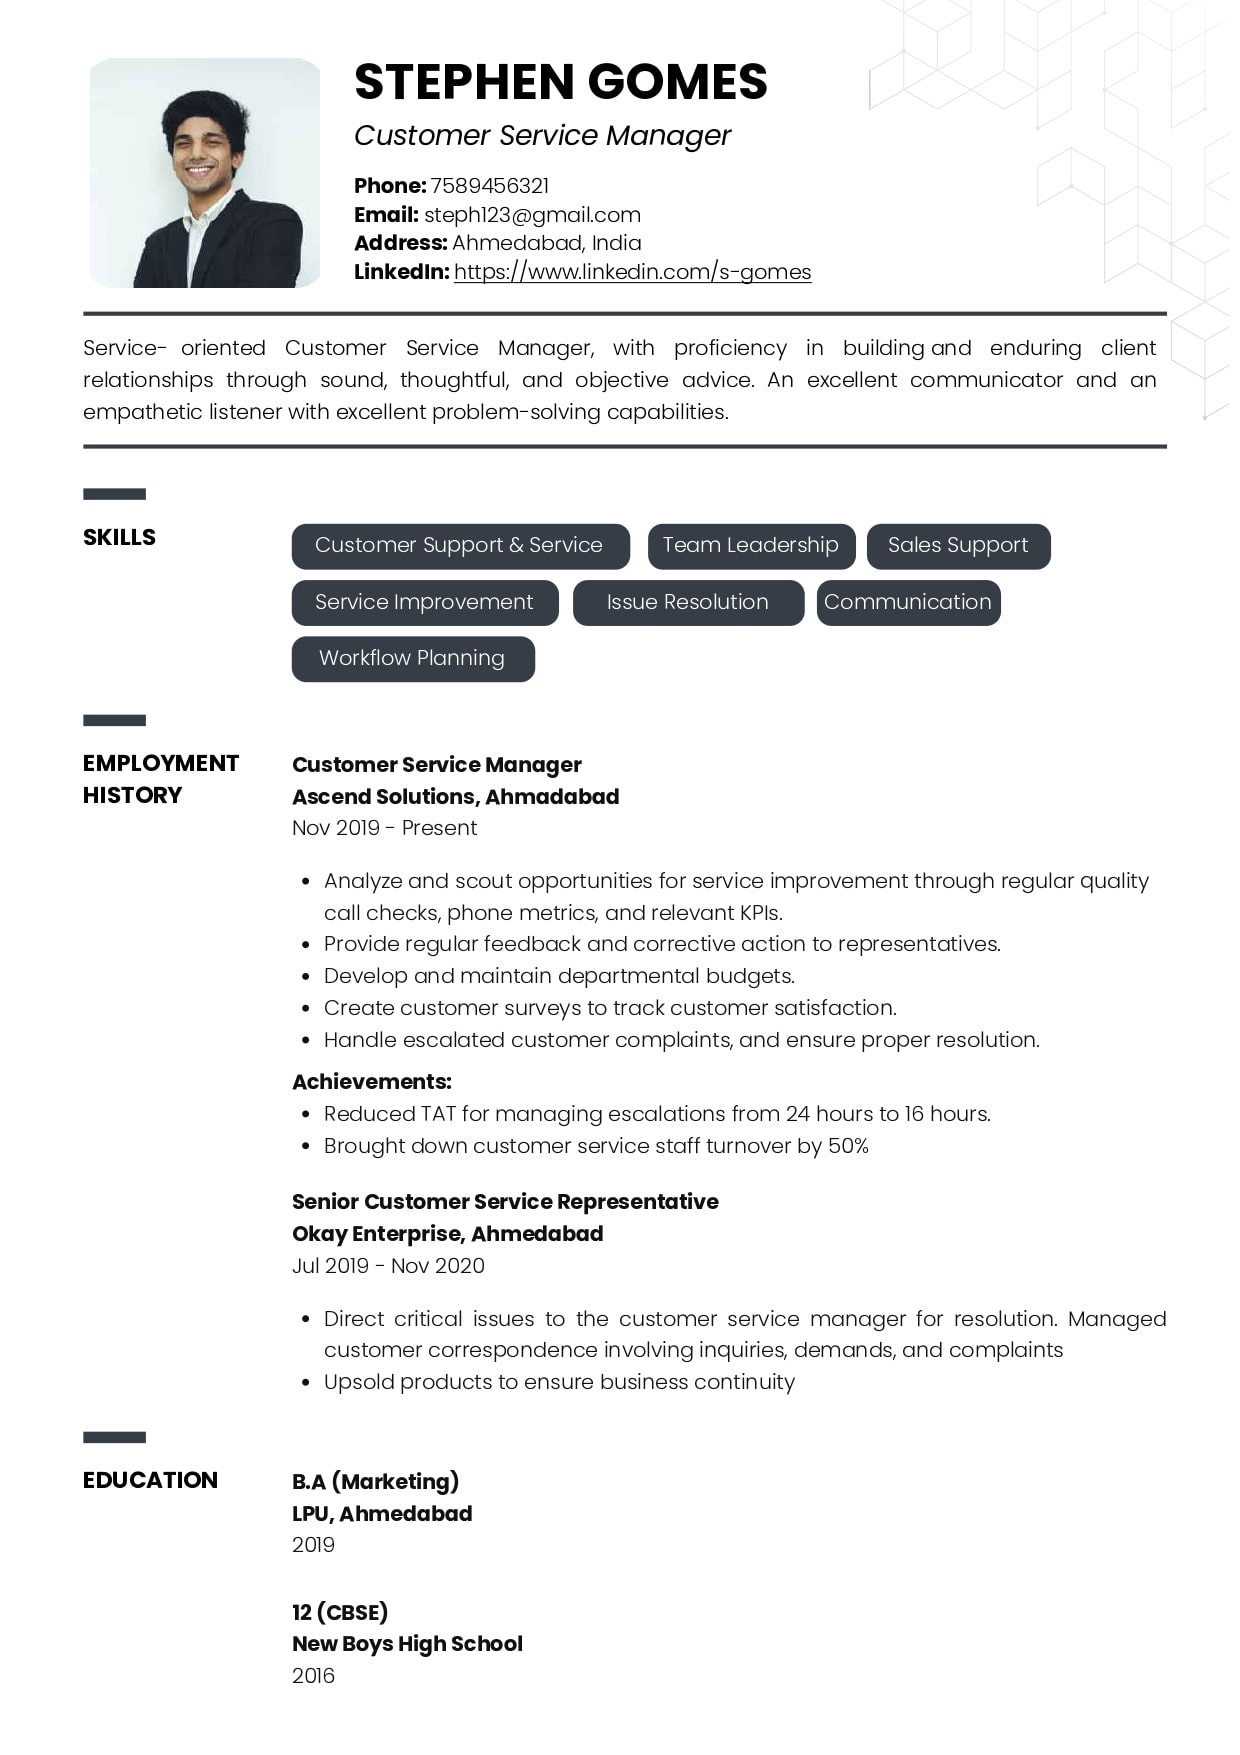 STEPHEN GOMES
Customer Service Manager
Phone: 7589456321
Email: steph123@gmail.com
Address: Ahmedabad, India
LinkedIn: https://www.linkedin.com/s-gomes
Service- oriented Customer Service Manager, with proficiency in building and enduring client
relationships through sound, thoughtful, and objective advice. An excellent communicator and an
empathetic listener with excellent problem-solving capabilities.
SKILLS
Customer Support & Service
Team Leadership
Sales Support
Service Improvement
Issue Resolution
Communication
Workflow Planning
EMPLOYMENT
HISTORY
Customer Service Manager
Ascend Solutions, Ahmadabad
Nov 2019 - Present
• Analyze and scout opportunities for service improvement through regular quality
call checks, phone metrics, and relevant KPIs.
• Provide regular feedback and corrective action to representatives.
• Develop and maintain departmental budgets.
• Create customer surveys to track customer satisfaction.
• Handle escalated customer complaints, and ensure proper resolution.
Achievements:
• Reduced TAT for managing escalations from 24 hours to 16 hours.
• Brought down customer service staff turnover by 50%
Senior Customer Service Representative
Okay Enterprise, Ahmedabad
Jul 2019 - Nov 2020
• Direct critical issues to the customer service manager for resolution. Managed
customer correspondence involving inquiries, demands, and complaints
• Upsold products to ensure business continuity
EDUCATION
B.A (Marketing)
LPU, Ahmedabad
2019
12 (CBSE)
New Boys High School
2016